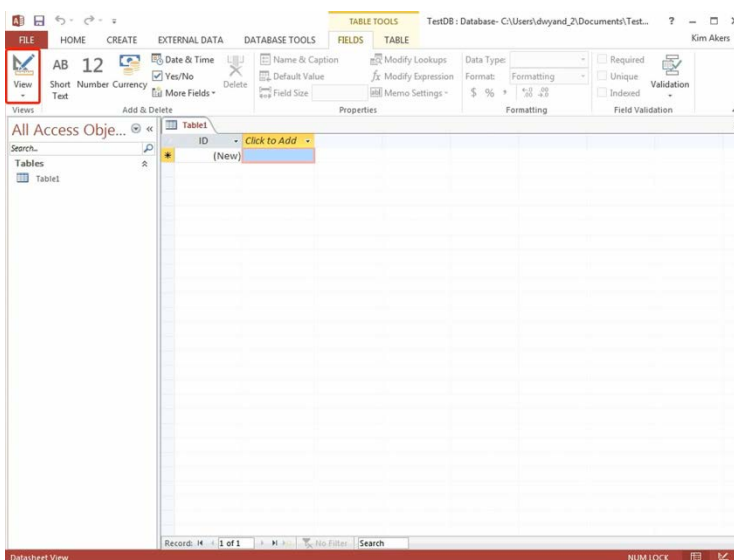 TABLE TOOLS
TestDB : Database- C:\Users\dwyand_2\Documents\Test...
?
FILE HOME CREATE EXTERNAL DATA DATABASE TOOLS FIELDS TABLE Kim Akers
View
AB
Short Text
12
Number
Currency
Date & Time
Yes/No
More Fields
Delete
Name & Caption
Default Value
Field Size
Modify Lookups
fx Modify Expression
ab Memo Settings
Data Type:
Format: Formatting
$ % ,
Required
Unique
Indexed
Validation
Views Add & Delete Properties Formatting Field Validation
All Access Obje... «
Search...
Tables
Table1
Table1
ID Click to Add
(New)
Record: 1 of 1 No Filter Search
Datasheet View NUM LOCK